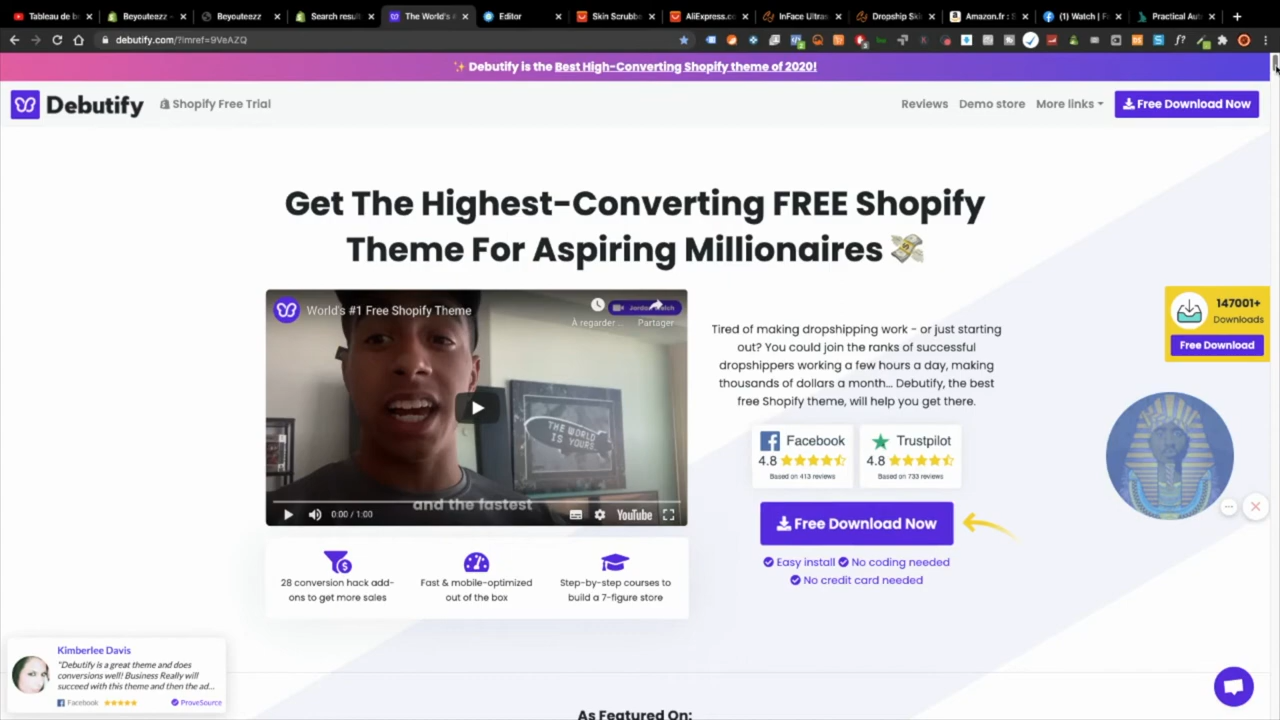 Tableau de b
Beyouteezz -
Beyouteezz
Search resul
The World's #
Editor
Skin Scrubbe
AliExpress.co
InFace Ultras
Dropship Ski
Amazon.fr : S
(1) Watch | Fa
Practical Aut
debutify.com/?imref=9VeAZQ
✨ Debutify is the Best High-Converting Shopify theme of 2020!
Debutify
Shopify Free Trial
Reviews
Demo store
More links
Free Download Now
Get The Highest-Converting FREE Shopify
Theme For Aspiring Millionaires 💸
World's #1 Free Shopify Theme
À regarder ...
Partager
THE WORLD
IS YOURS
and the fastest
0:00 / 1:00
YouTube
Tired of making dropshipping work - or just starting
out? You could join the ranks of successful
dropshippers working a few hours a day, making
thousands of dollars a month... Debutify, the best
free Shopify theme, will help you get there.
Facebook
4.8
Based on 413 reviews
Trustpilot
4.8
Based on 733 reviews
Free Download Now
Easy install
No coding needed
No credit card needed
147001+
Downloads
Free Download
28 conversion hack add-
ons to get more sales
Fast & mobile-optimized
out of the box
Step-by-step courses to
build a 7-figure store
Kimberlee Davis
"Debutify is a great theme and does
conversions well! Business Really will
succeed with this theme and then the ad...
Facebook
ProveSource
As Featured On: